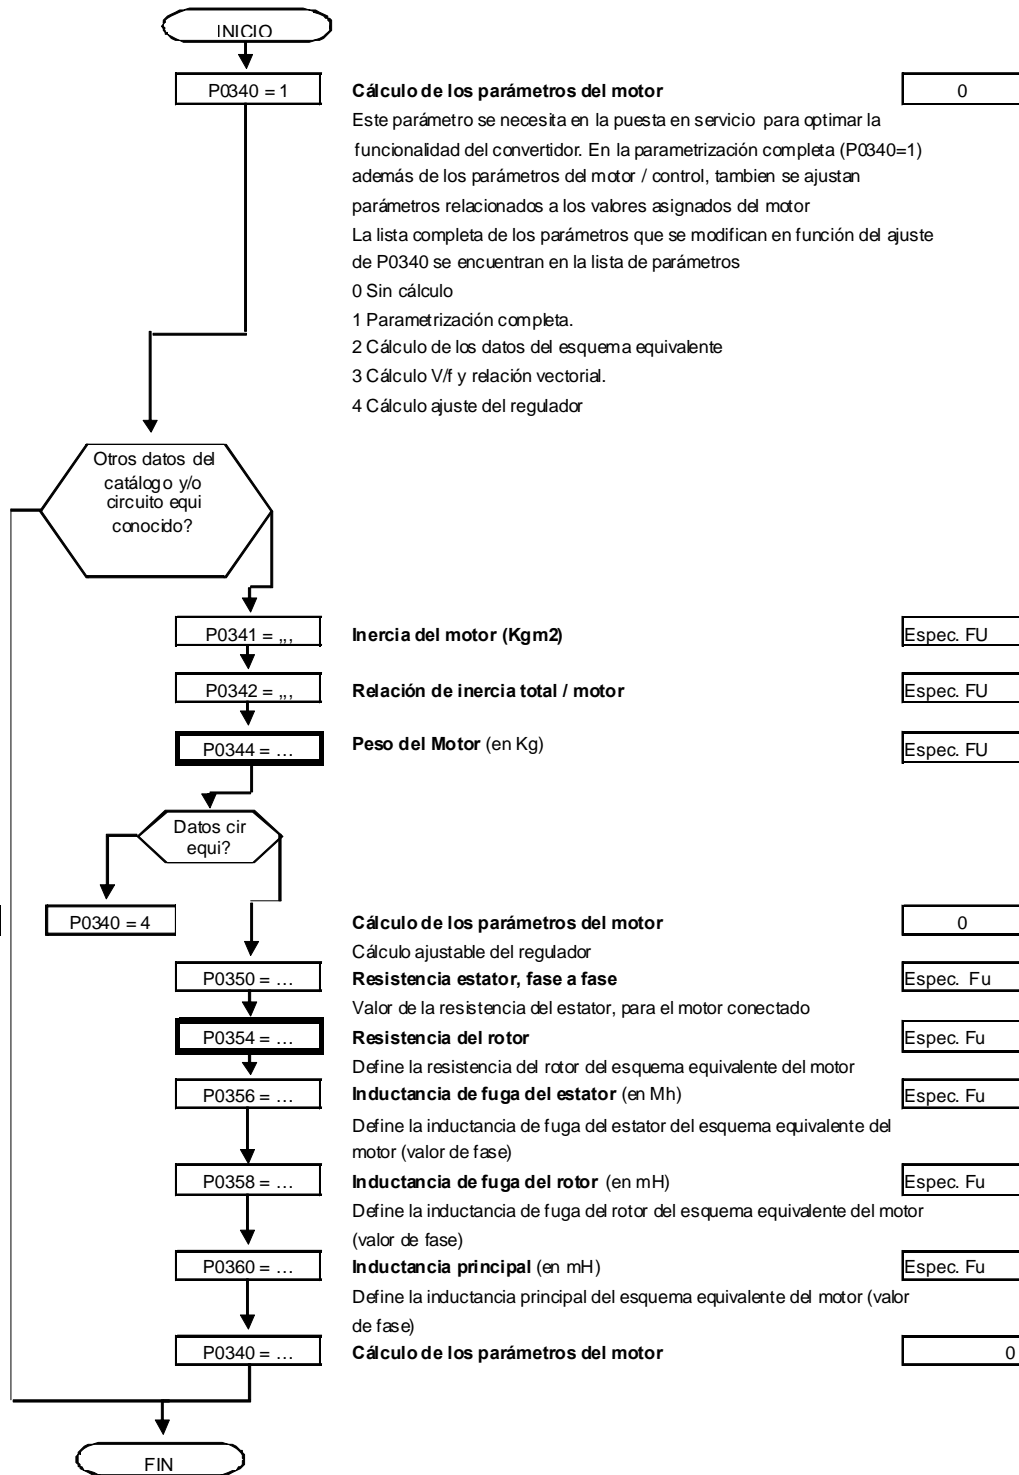 INICIO
P0340 = 1
Cálculo de los parámetros del motor
0
Este parámetro se necesita en la puesta en servicio para optimar la
funcionalidad del convertidor. En la parametrización completa (P0340=1)
además de los parámetros del motor / control, tambien se ajustan
parámetros relacionados a los valores asignados del motor
La lista completa de los parámetros que se modifican en función del ajuste
de P0340 se encuentran en la lista de parámetros
0 Sin cálculo
1 Parametrización completa.
2 Cálculo de los datos del esquema equivalente
3 Cálculo V/f y relación vectorial.
4 Cálculo ajuste del regulador
Otros datos del
catálogo y/o
circuito equi
conocido?
P0341 = ,,,
Inercia del motor (Kgm2)
Espec. FU
P0342 = ,,,
Relación de inercia total / motor
Espec. FU
P0344 = …
Peso del Motor (en Kg)
Espec. FU
Datos cir
equi?
P0340 = 4
Cálculo de los parámetros del motor
0
Cálculo ajustable del regulador
P0350 = …
Resistencia estator, fase a fase
Espec. Fu
Valor de la resistencia del estator, para el motor conectado
P0354 = …
Resistencia del rotor
Espec. Fu
Define la resistencia del rotor del esquema equivalente del motor
P0356 = …
Inductancia de fuga del estator (en Mh)
Espec. Fu
Define la inductancia de fuga del estator del esquema equivalente del
motor (valor de fase)
P0358 = …
Inductancia de fuga del rotor (en mH)
Espec. Fu
Define la inductancia de fuga del rotor del esquema equivalente del motor
(valor de fase)
P0360 = …
Inductancia principal (en mH)
Espec. Fu
Define la inductancia principal del esquema equivalente del motor (valor
de fase)
P0340 = …
Cálculo de los parámetros del motor
0
FIN